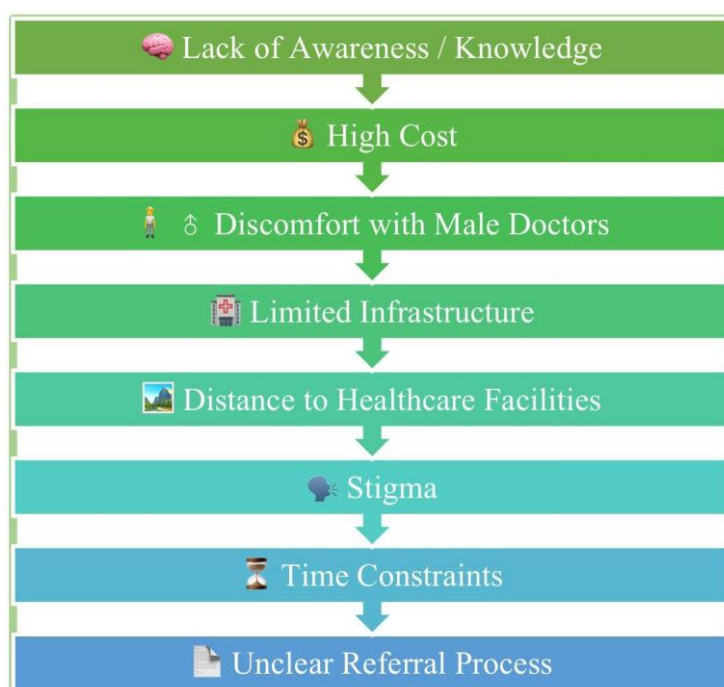 🧠 Lack of Awareness / Knowledge
💰 High Cost
🧍 ♂ Discomfort with Male Doctors
🏥 Limited Infrastructure
🏞 Distance to Healthcare Facilities
🗣 Stigma
⏳ Time Constraints
📄 Unclear Referral Process